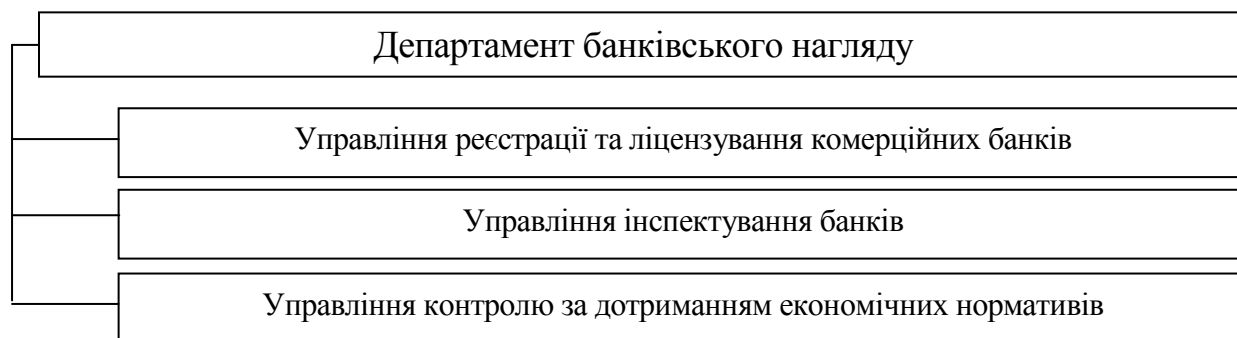 Департамент банківського нагляду
Управління реєстрації та ліцензування комерційних банків
Управління інспектування банків
Управління контролю за дотриманням економічних нормативів